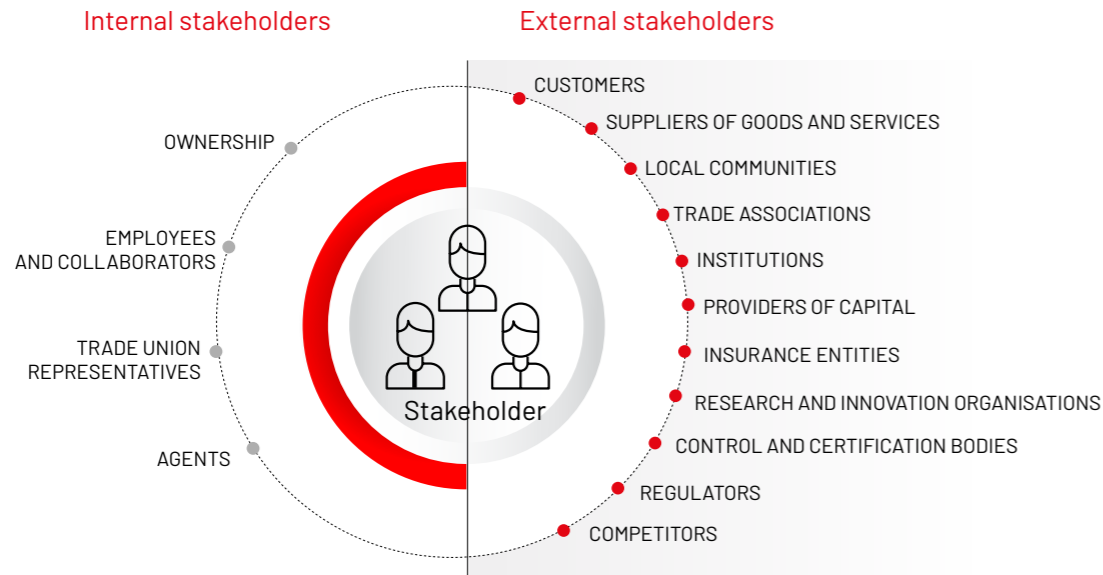 Internal stakeholders
External stakeholders
OWNERSHIP
EMPLOYEES
AND COLLABORATORS
TRADE UNION
REPRESENTATIVES
AGENTS
Stakeholder
CUSTOMERS
SUPPLIERS OF GOODS AND SERVICES
LOCAL COMMUNITIES
TRADE ASSOCIATIONS
INSTITUTIONS
PROVIDERS OF CAPITAL
INSURANCE ENTITIES
RESEARCH AND INNOVATION ORGANISATIONS
CONTROL AND CERTIFICATION BODIES
REGULATORS
COMPETITORS